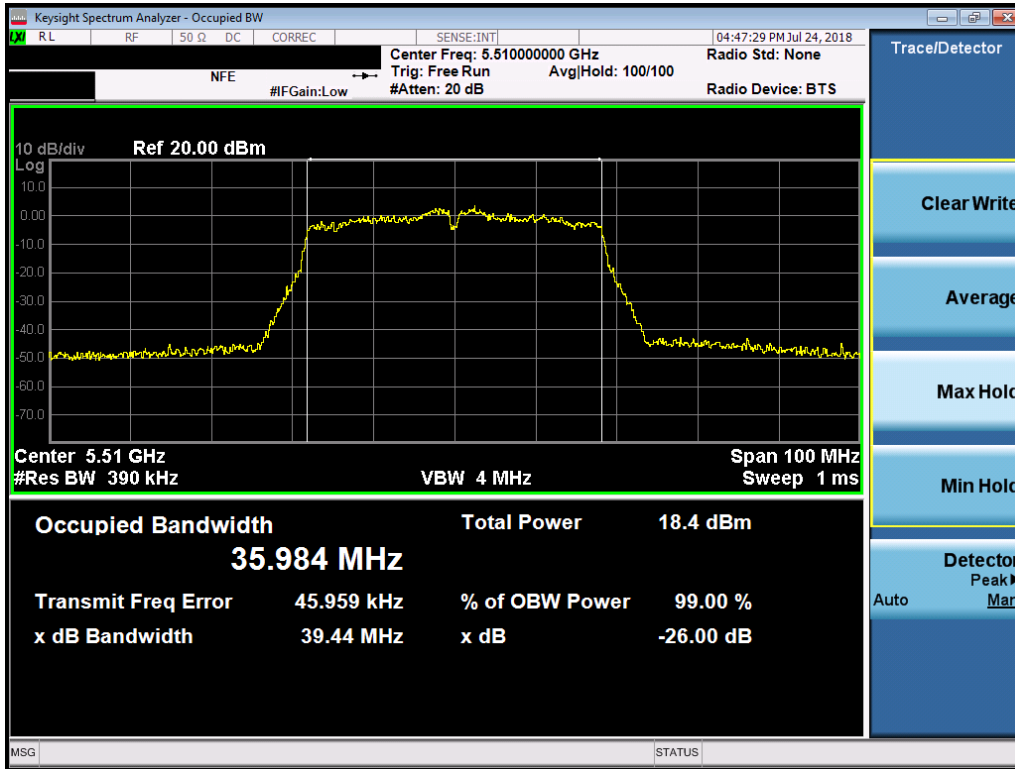 Keysight Spectrum Analyzer - Occupied BW
LXI RL RF 50 Ω DC CORREC SENSE:INT 04:47:29 PM Jul 24, 2018
Center Freq: 5.510000000 GHz Radio Std: None
NFE Trig: Free Run Avg|Hold: 100/100
#IFGain:Low #Atten: 20 dB Radio Device: BTS
10 dB/div Ref 20.00 dBm
Log
10.0
0.00
-10.0
-20.0
-30.0
-40.0
-50.0
-60.0
-70.0
Center 5.51 GHz Span 100 MHz
#Res BW 390 kHz VBW 4 MHz Sweep 1 ms
Occupied Bandwidth Total Power 18.4 dBm
35.984 MHz
Transmit Freq Error 45.959 kHz % of OBW Power 99.00 %
x dB Bandwidth 39.44 MHz x dB -26.00 dB
MSG STATUS
Trace/Detector
Clear Write
Average
Max Hold
Min Hold
Detector
Peak
Auto Man